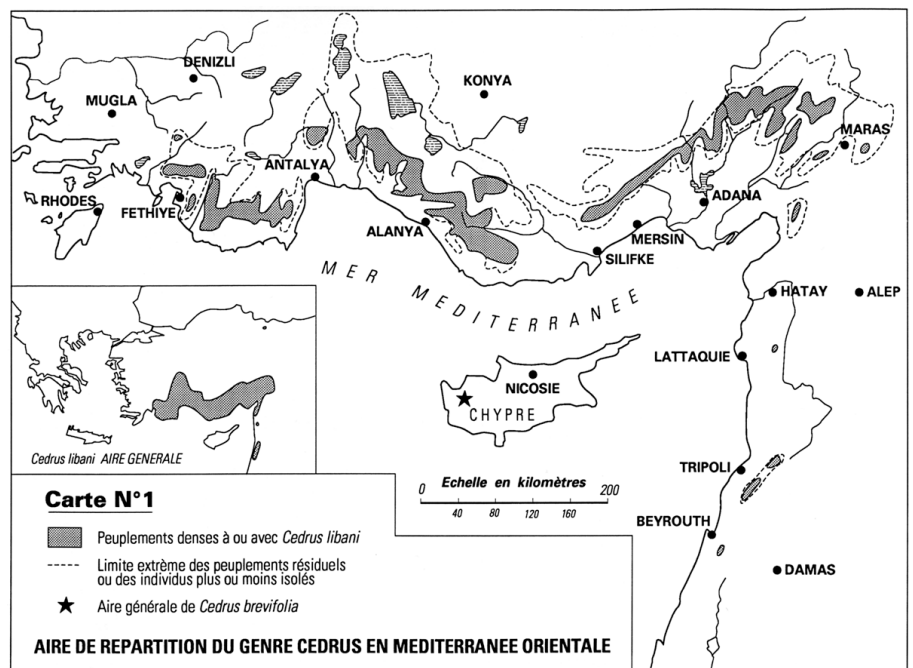 DENIZLI
KONYA
MUGLA
MARAS
ANTALYA
RHODES
FETHIYE
ADANA
ALANYA
MERSIN
SILIFKE
MER MEDITERRANEE
HATAY
ALEP
LATTAQUIE
NICOSIE
CHYPRE
Cedrus libani AIRE GENERALE
TRIPOLI
Echelle en kilomètres
0 200
40 80 120 160
Carte N°1
BEYROUTH
Peuplements denses à ou avec Cedrus libani
Limite extrème des peuplements résiduels
ou des individus plus ou moins isolés
DAMAS
Aire générale de Cedrus brevifolia
AIRE DE REPARTITION DU GENRE CEDRUS EN MEDITERRANEE ORIENTALE